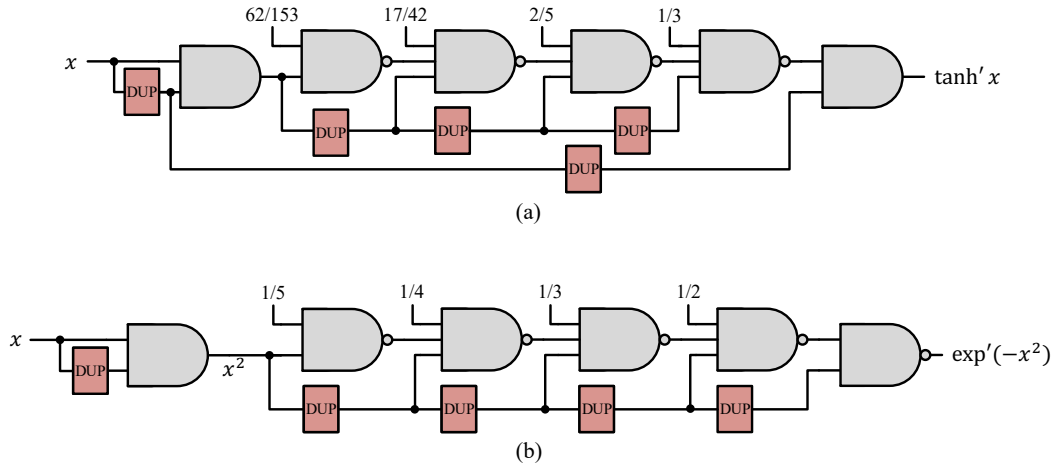 62/153 17/42 2/5 1/3
x
DUP
tanh′ x
DUP DUP DUP
DUP
(a)
1/5 1/4 1/3 1/2
x
exp′(−x²)
DUP
x²
DUP DUP DUP DUP
(b)